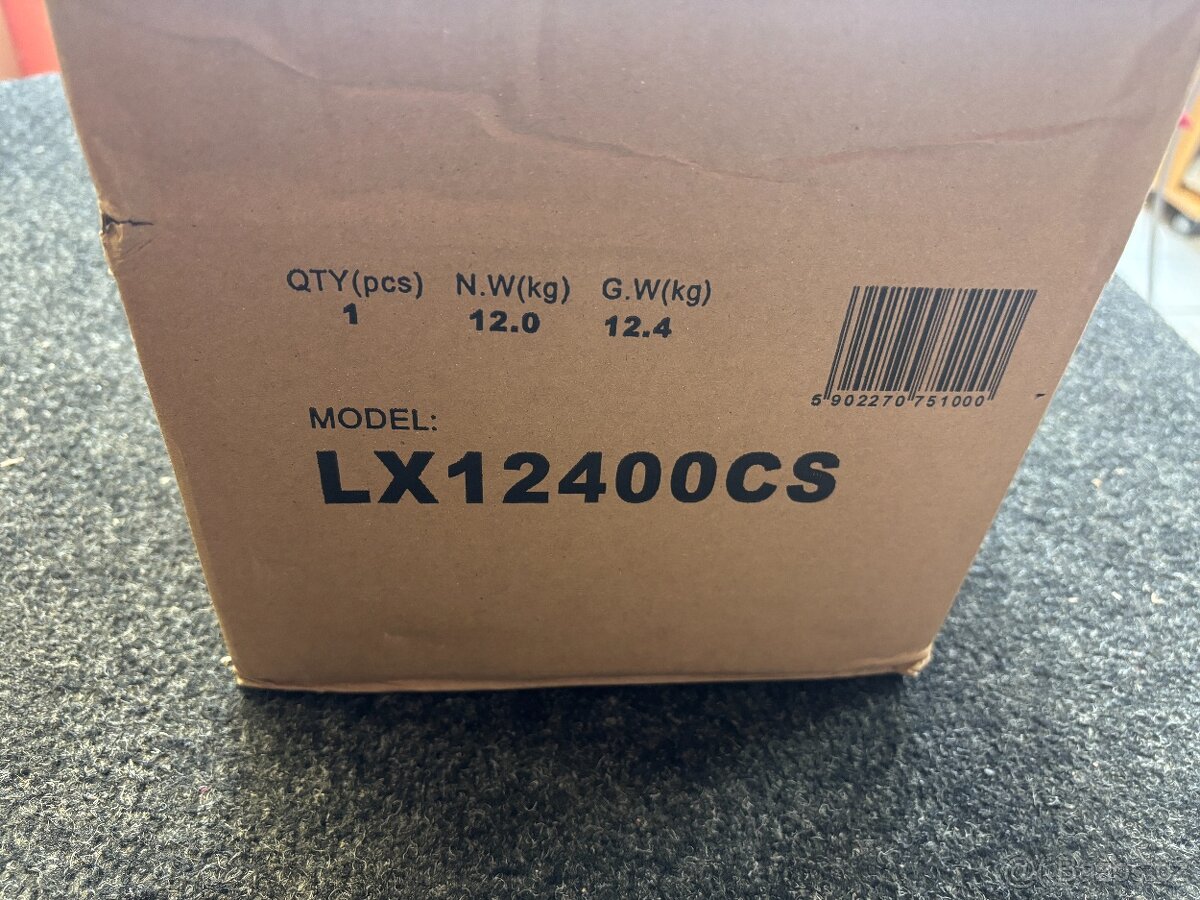 QTY(pcs) N.W(kg) G.W(kg)
1 12.0 12.4
5 902270 751000
MODEL:
LX12400CS